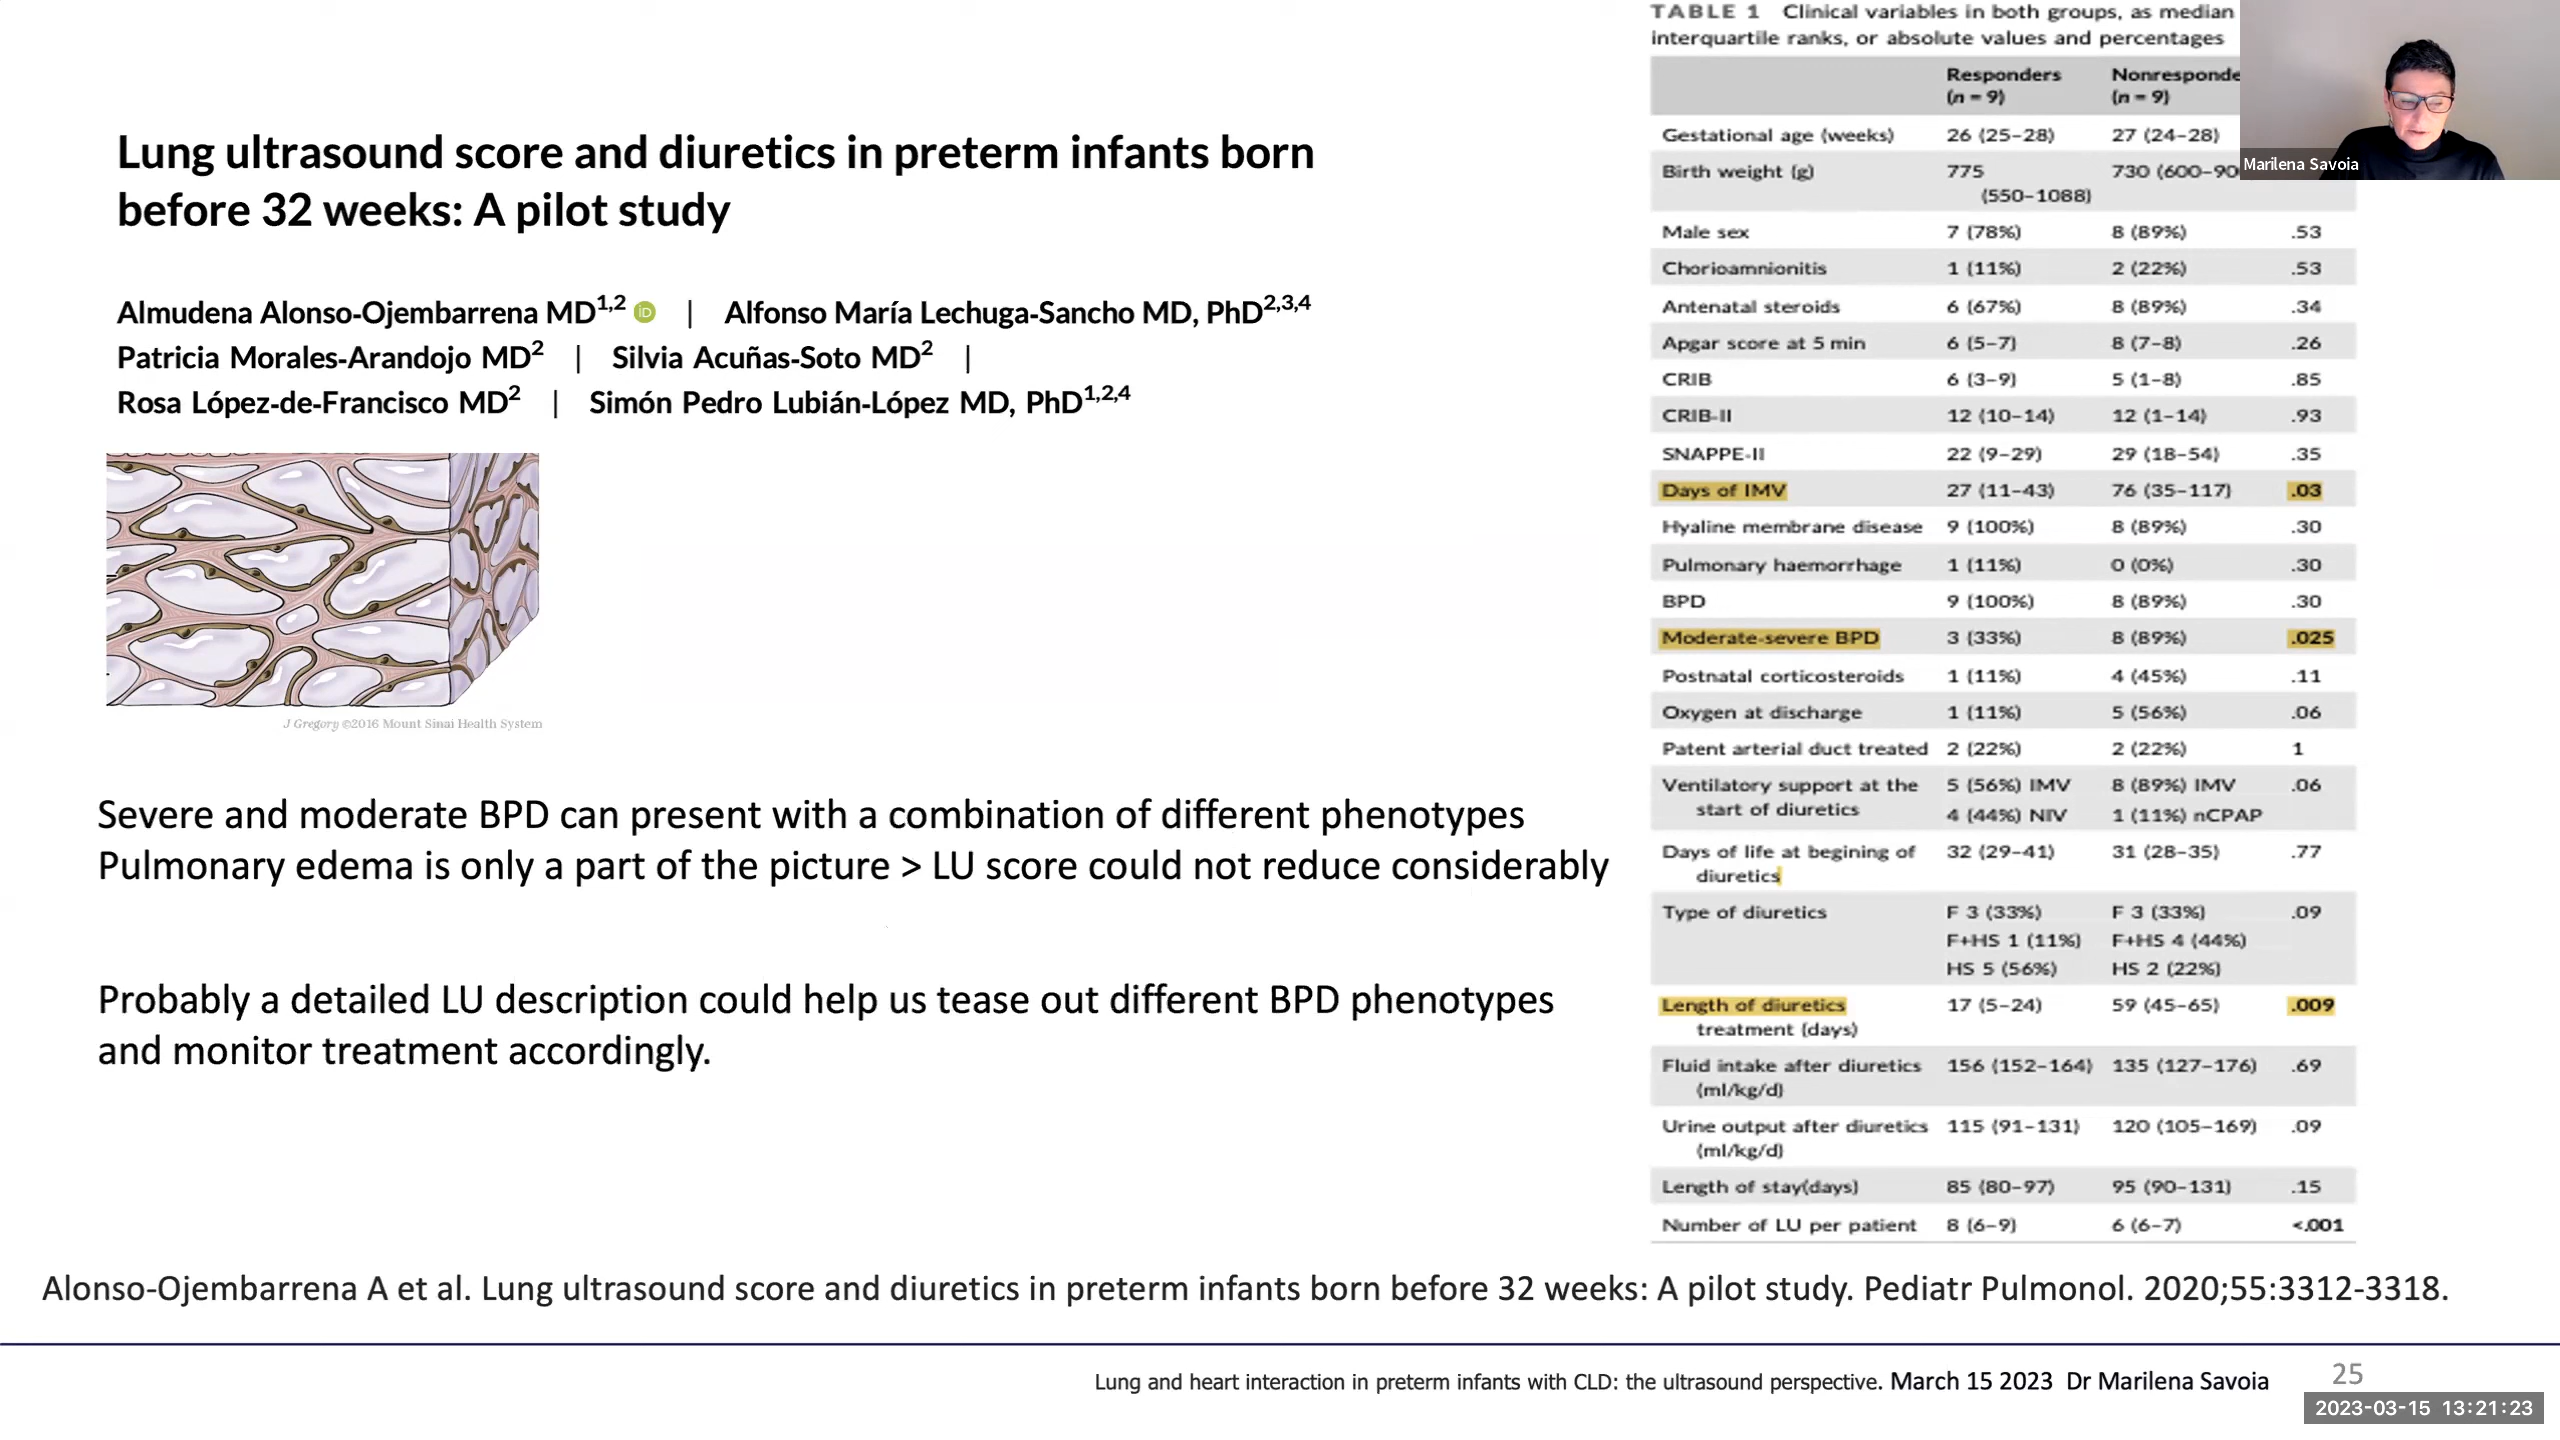 Lung ultrasound score and diuretics in preterm infants born
before 32 weeks: A pilot study
Almudena Alonso-Ojembarrena MD1,2 iD | Alfonso María Lechuga-Sancho MD, PhD2,3,4
Patricia Morales-Arandojo MD2 | Silvia Acuñas-Soto MD2 |
Rosa López-de-Francisco MD2 | Simón Pedro Lubián-López MD, PhD1,2,4
J Gregory ©2016 Mount Sinai Health System
Severe and moderate BPD can present with a combination of different phenotypes
Pulmonary edema is only a part of the picture > LU score could not reduce considerably
Probably a detailed LU description could help us tease out different BPD phenotypes
and monitor treatment accordingly.
TABLE 1 Clinical variables in both groups, as median
interquartile ranks, or absolute values and percentages
Responders Nonresponde
(n = 9) (n = 9)
Gestational age (weeks) 26 (25–28) 27 (24–28)
Birth weight (g) 775 730 (600–90
(550–1088)
Male sex 7 (78%) 8 (89%) .53
Chorioamnionitis 1 (11%) 2 (22%) .53
Antenatal steroids 6 (67%) 8 (89%) .34
Apgar score at 5 min 6 (5–7) 8 (7–8) .26
CRIB 6 (3–9) 5 (1–8) .85
CRIB-II 12 (10–14) 12 (1–14) .93
SNAPPE-II 22 (9–29) 29 (18–54) .35
Days of IMV 27 (11–43) 76 (35–117) .03
Hyaline membrane disease 9 (100%) 8 (89%) .30
Pulmonary haemorrhage 1 (11%) 0 (0%) .30
BPD 9 (100%) 8 (89%) .30
Moderate-severe BPD 3 (33%) 8 (89%) .025
Postnatal corticosteroids 1 (11%) 4 (45%) .11
Oxygen at discharge 1 (11%) 5 (56%) .06
Patent arterial duct treated 2 (22%) 2 (22%) 1
Ventilatory support at the 5 (56%) IMV 8 (89%) IMV .06
start of diuretics 4 (44%) NIV 1 (11%) nCPAP
Days of life at begining of 32 (29–41) 31 (28–35) .77
diuretics
Type of diuretics F 3 (33%) F 3 (33%) .09
F+HS 1 (11%) F+HS 4 (44%)
HS 5 (56%) HS 2 (22%)
Length of diuretics 17 (5–24) 59 (45–65) .009
treatment (days)
Fluid intake after diuretics 156 (152–164) 135 (127–176) .69
(ml/kg/d)
Urine output after diuretics 115 (91–131) 120 (105–169) .09
(ml/kg/d)
Length of stay(days) 85 (80–97) 95 (90–131) .15
Number of LU per patient 8 (6–9) 6 (6–7) <.001
Marilena Savoia
Alonso-Ojembarrena A et al. Lung ultrasound score and diuretics in preterm infants born before 32 weeks: A pilot study. Pediatr Pulmonol. 2020;55:3312-3318.
Lung and heart interaction in preterm infants with CLD: the ultrasound perspective. March 15 2023 Dr Marilena Savoia
25
2023-03-15 13:21:23